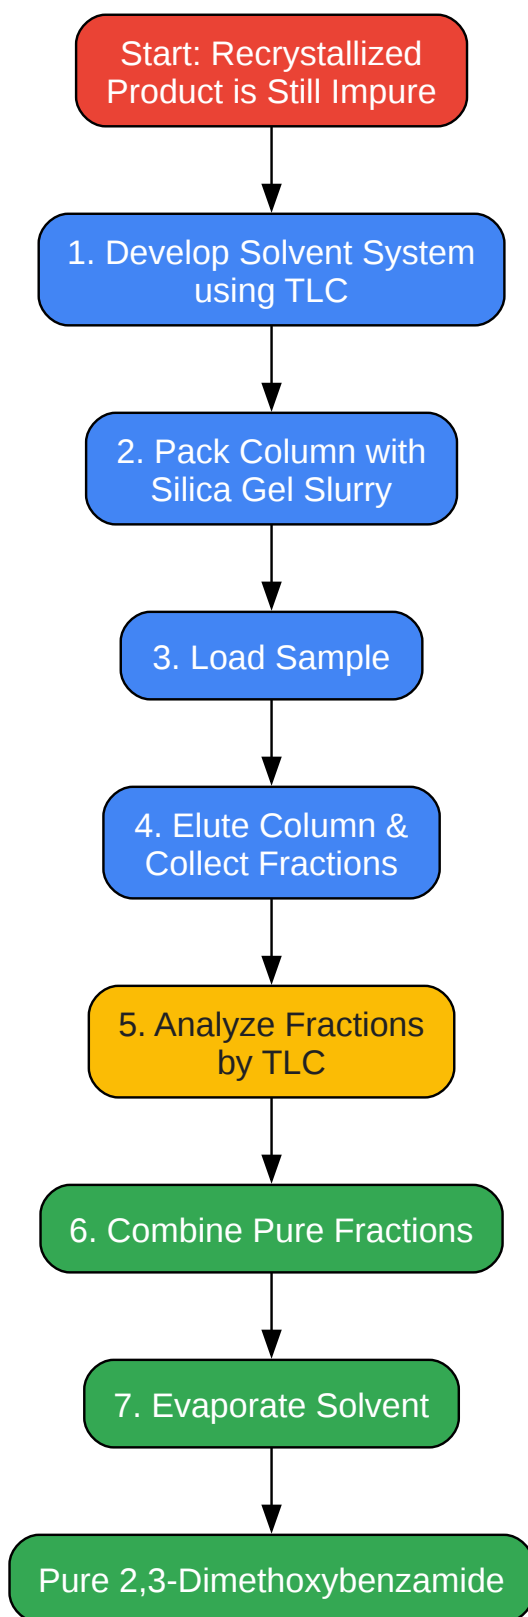 Start: Recrystallized
Product is Still Impure
1. Develop Solvent System
using TLC
2. Pack Column with
Silica Gel Slurry
3. Load Sample
4. Elute Column &
Collect Fractions
5. Analyze Fractions
by TLC
6. Combine Pure Fractions
7. Evaporate Solvent
Pure 2,3-Dimethoxybenzamide